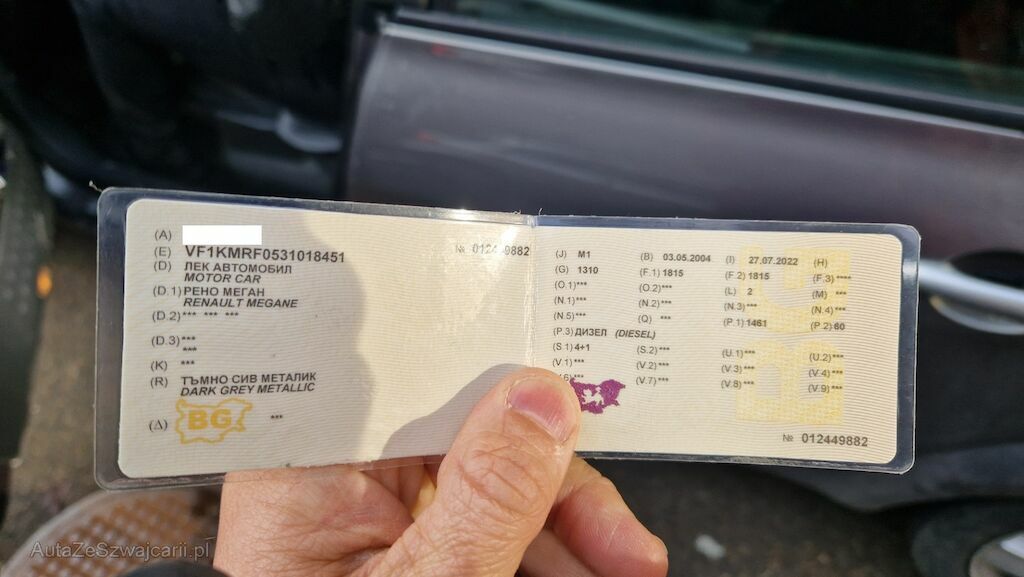 (A)
(E) VF1KMRF0531018451 № 012449882
(D) ЛЕК АВТОМОБИЛ
MOTOR CAR
(D.1) РЕНО МЕГАН
RENAULT MEGANE
(D.2) *** *** ***
(D.3) ***
***
(K) ***
(R) ТЪМНО СИВ МЕТАЛИК
DARK GREY METALLIC
BG
(Δ) ***
(J) M1 (B) 03.05.2004 (I) 27.07.2022 (H)
(G) 1310 (F.1) 1815 (F.2) 1815 (F.3) ****
(O.1) *** (O.2) *** (L) 2 (M) ***
(N.1) *** (N.2) *** (N.3) *** (N.4) ***
(N.5) *** (Q) *** (P.1) 1461 (P.2) 60
(P.3) ДИЗЕЛ (DIESEL)
(S.1) 4+1 (S.2) *** (U.1) *** (U.2) ***
(V.1) *** (V.2) *** (V.3) *** (V.4) ***
(V.7) *** (V.8) *** (V.9) ***
BG
№ 012449882
AutaZeSzwajcarii.pl